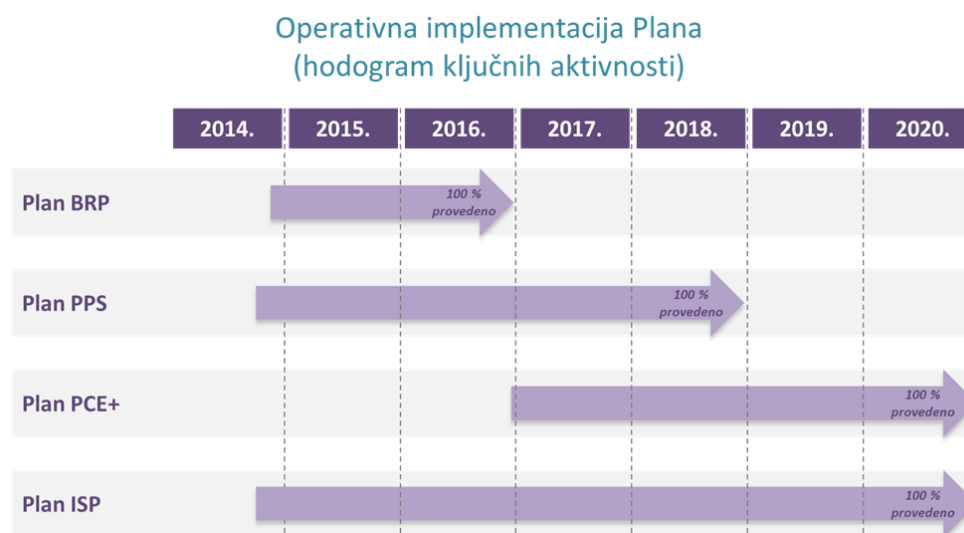 Operativna implementacija Plana
(hodogram ključnih aktivnosti)
2014. 2015. 2016. 2017. 2018. 2019. 2020.
Plan BRP
100 %
provedeno
Plan PPS
100 %
provedeno
Plan PCE+
100 %
provedeno
Plan ISP
100 %
provedeno